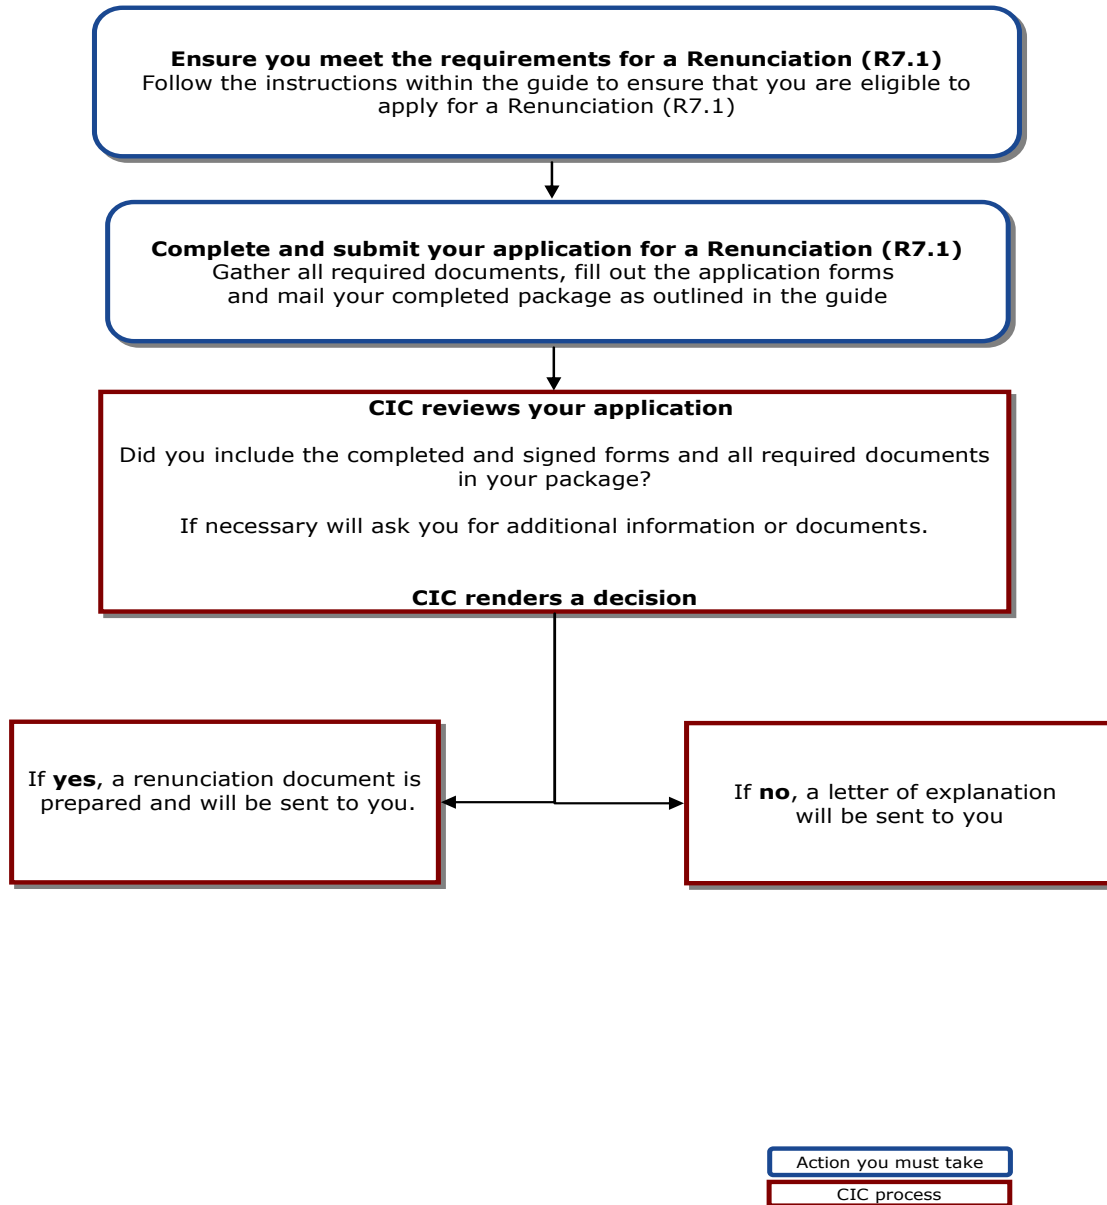 Ensure you meet the requirements for a Renunciation (R7.1)
Follow the instructions within the guide to ensure that you are eligible to
apply for a Renunciation (R7.1)
Complete and submit your application for a Renunciation (R7.1)
Gather all required documents, fill out the application forms
and mail your completed package as outlined in the guide
CIC reviews your application
Did you include the completed and signed forms and all required documents
in your package?
If necessary will ask you for additional information or documents.
CIC renders a decision
If yes, a renunciation document is
prepared and will be sent to you.
If no, a letter of explanation
will be sent to you
Action you must take
CIC process